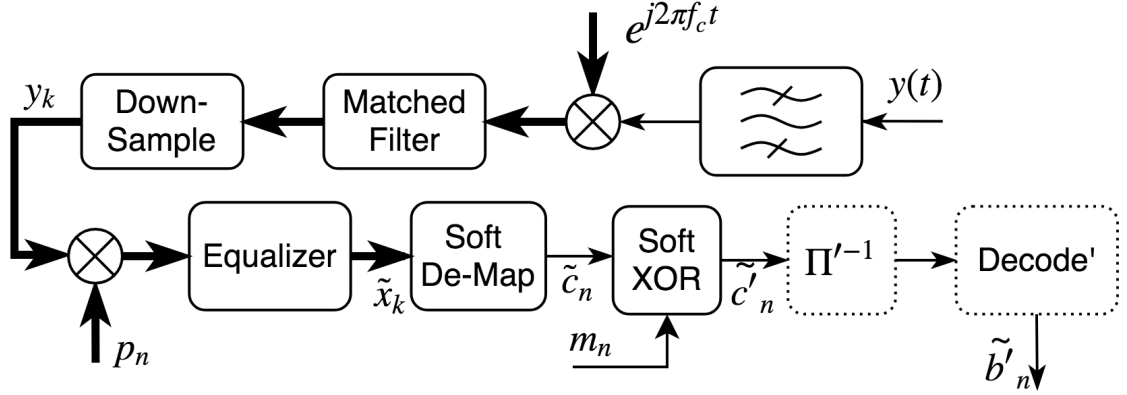 e^{j2πf_c t}
y(t)
Matched
Filter
Down-
Sample
y_k
p_n
Equalizer
x̃_k
Soft
De-Map
c̃_n
m_n
Soft
XOR
c̃'_n
Π'^{-1}
Decode'
b̃'_n